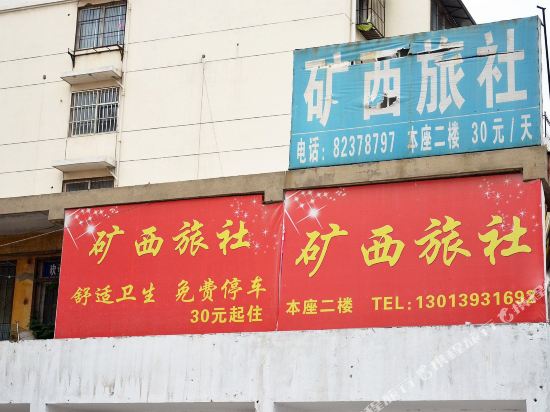 矿西旅社
电话：82378797 本座二楼 30元/天
矿西旅社
舒适卫生 免费停车
30元起住
矿西旅社
本座二楼 TEL:13013931692